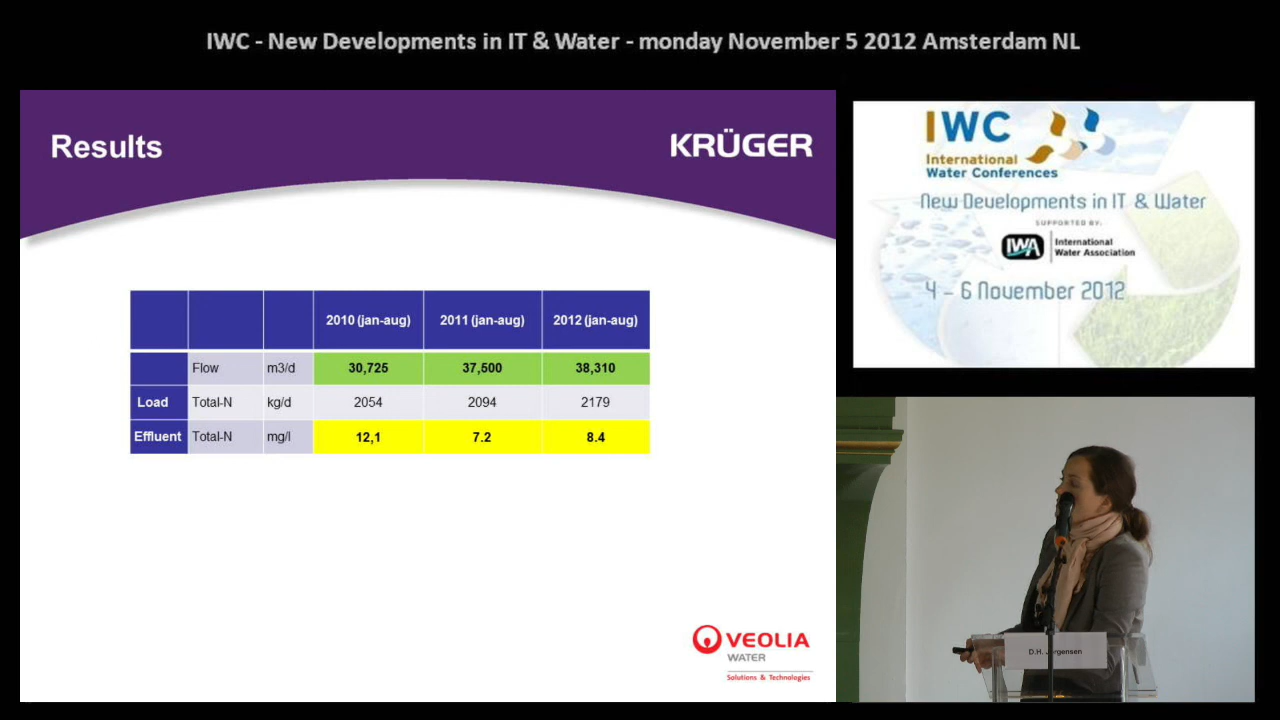 IWC - New Developments in IT & Water - monday November 5 2012 Amsterdam NL
Results
KRÜGER
2010 (jan-aug) 2011 (jan-aug) 2012 (jan-aug)
Flow m3/d 30,725 37,500 38,310
Load Total-N kg/d 2054 2094 2179
Effluent Total-N mg/l 12,1 7.2 8.4
VEOLIA
WATER
Solutions & Technologies
IWC
International
Water Conferences
New Developments in IT & Water
SUPPORTED BY:
IWA International
Water Association
4 - 6 November 2012
D.H. Jørgensen